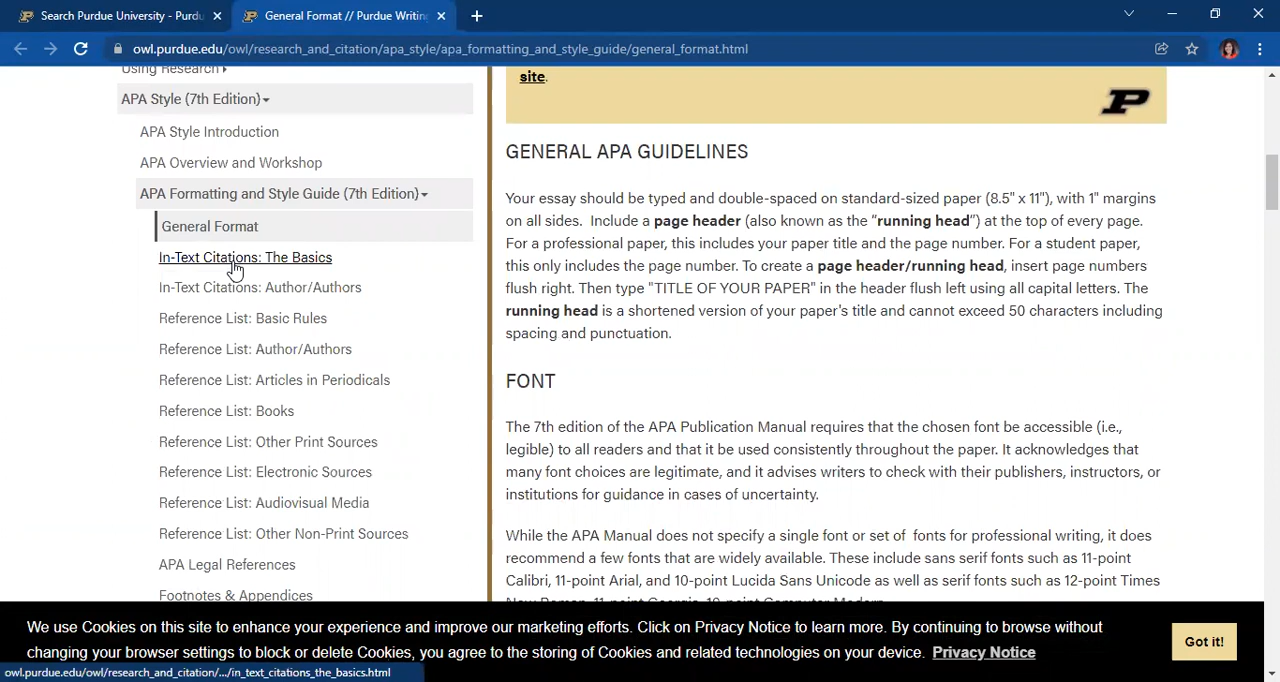 Search Purdue University - Purdu
General Format // Purdue Writing
owl.purdue.edu/owl/research_and_citation/apa_style/apa_formatting_and_style_guide/general_format.html
Using Research
APA Style (7th Edition)
APA Style Introduction
APA Overview and Workshop
APA Formatting and Style Guide (7th Edition)
General Format
In-Text Citations: The Basics
In-Text Citations: Author/Authors
Reference List: Basic Rules
Reference List: Author/Authors
Reference List: Articles in Periodicals
Reference List: Books
Reference List: Other Print Sources
Reference List: Electronic Sources
Reference List: Audiovisual Media
Reference List: Other Non-Print Sources
APA Legal References
Footnotes & Appendices
site.
P
GENERAL APA GUIDELINES
Your essay should be typed and double-spaced on standard-sized paper (8.5" x 11"), with 1" margins
on all sides. Include a page header (also known as the "running head") at the top of every page.
For a professional paper, this includes your paper title and the page number. For a student paper,
this only includes the page number. To create a page header/running head, insert page numbers
flush right. Then type "TITLE OF YOUR PAPER" in the header flush left using all capital letters. The
running head is a shortened version of your paper's title and cannot exceed 50 characters including
spacing and punctuation.
FONT
The 7th edition of the APA Publication Manual requires that the chosen font be accessible (i.e.,
legible) to all readers and that it be used consistently throughout the paper. It acknowledges that
many font choices are legitimate, and it advises writers to check with their publishers, instructors, or
institutions for guidance in cases of uncertainty.
While the APA Manual does not specify a single font or set of fonts for professional writing, it does
recommend a few fonts that are widely available. These include sans serif fonts such as 11-point
Calibri, 11-point Arial, and 10-point Lucida Sans Unicode as well as serif fonts such as 12-point Times
New Roman, 11-point Georgia, 10-point Computer Modern
We use Cookies on this site to enhance your experience and improve our marketing efforts. Click on Privacy Notice to learn more. By continuing to browse without
changing your browser settings to block or delete Cookies, you agree to the storing of Cookies and related technologies on your device. Privacy Notice
Got it!
owl.purdue.edu/owl/research_and_citation/.../in_text_citations_the_basics.html